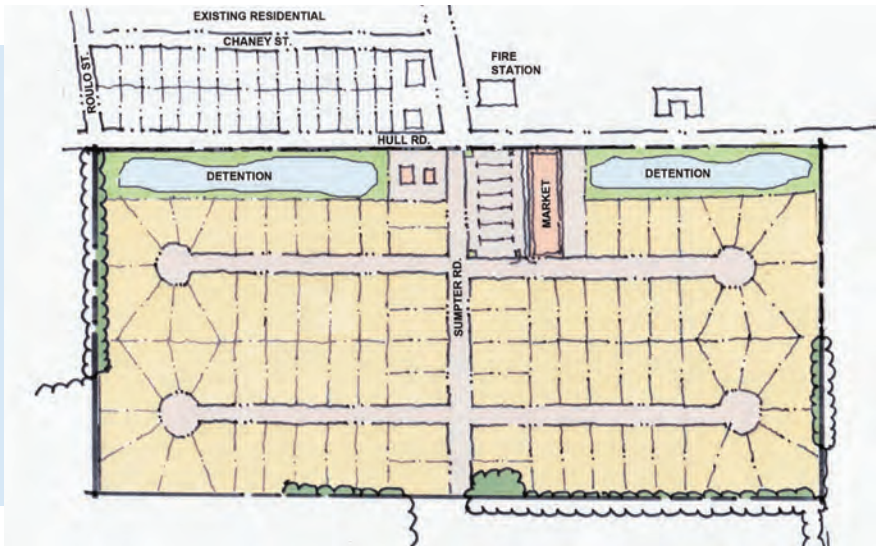 EXISTING RESIDENTIAL
CHANEY ST.
ROULO ST.
FIRE
STATION
HULL RD.
DETENTION
MARKET
DETENTION
SUMPTER RD.